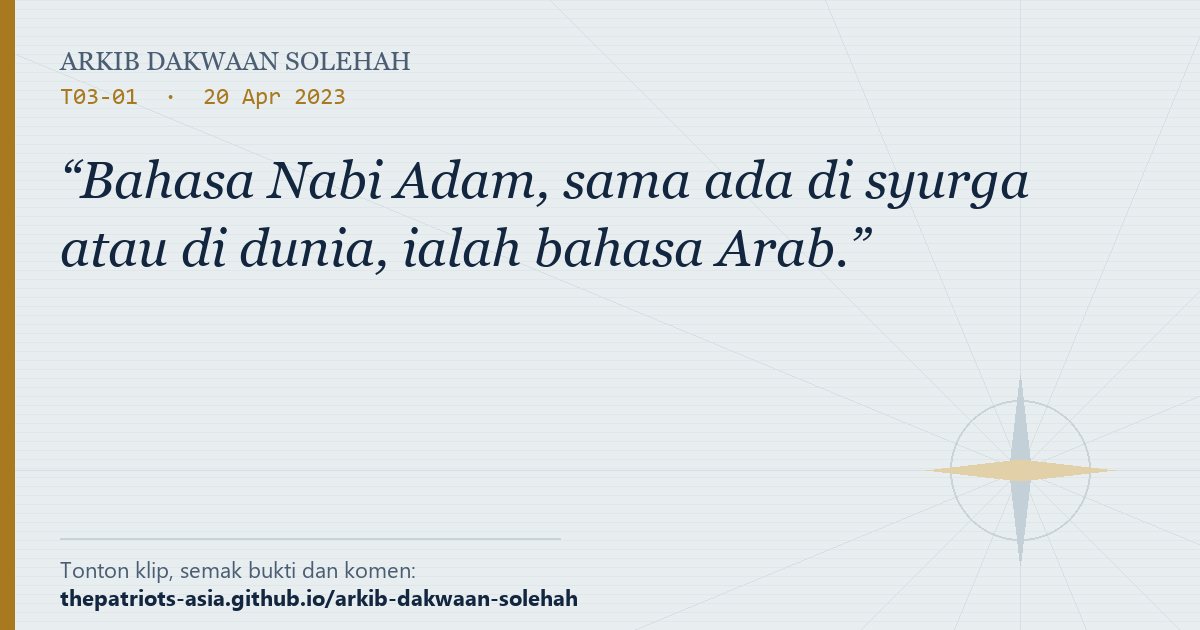 ARKIB DAKWAAN SOLEHAH
T03-01 · 20 Apr 2023
“Bahasa Nabi Adam, sama ada di syurga
atau di dunia, ialah bahasa Arab.”
Tonton klip, semak bukti dan komen:
thepatriots-asia.github.io/arkib-dakwaan-solehah